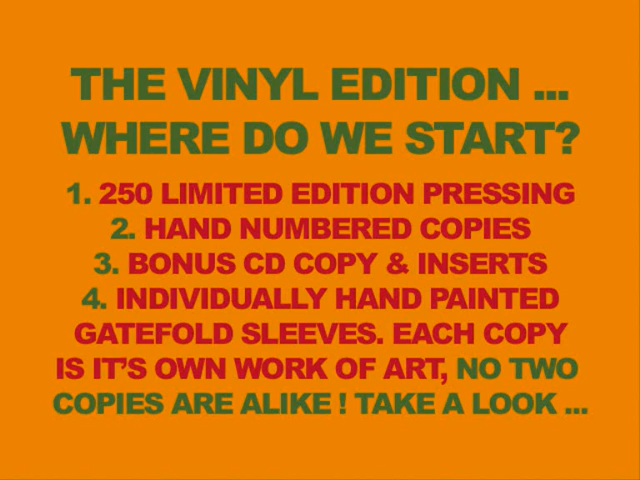 THE VINYL EDITION ...
WHERE DO WE START?
1. 250 LIMITED EDITION PRESSING
2. HAND NUMBERED COPIES
3. BONUS CD COPY & INSERTS
4. INDIVIDUALLY HAND PAINTED
GATEFOLD SLEEVES. EACH COPY
IS IT'S OWN WORK OF ART, NO TWO
COPIES ARE ALIKE ! TAKE A LOOK ...